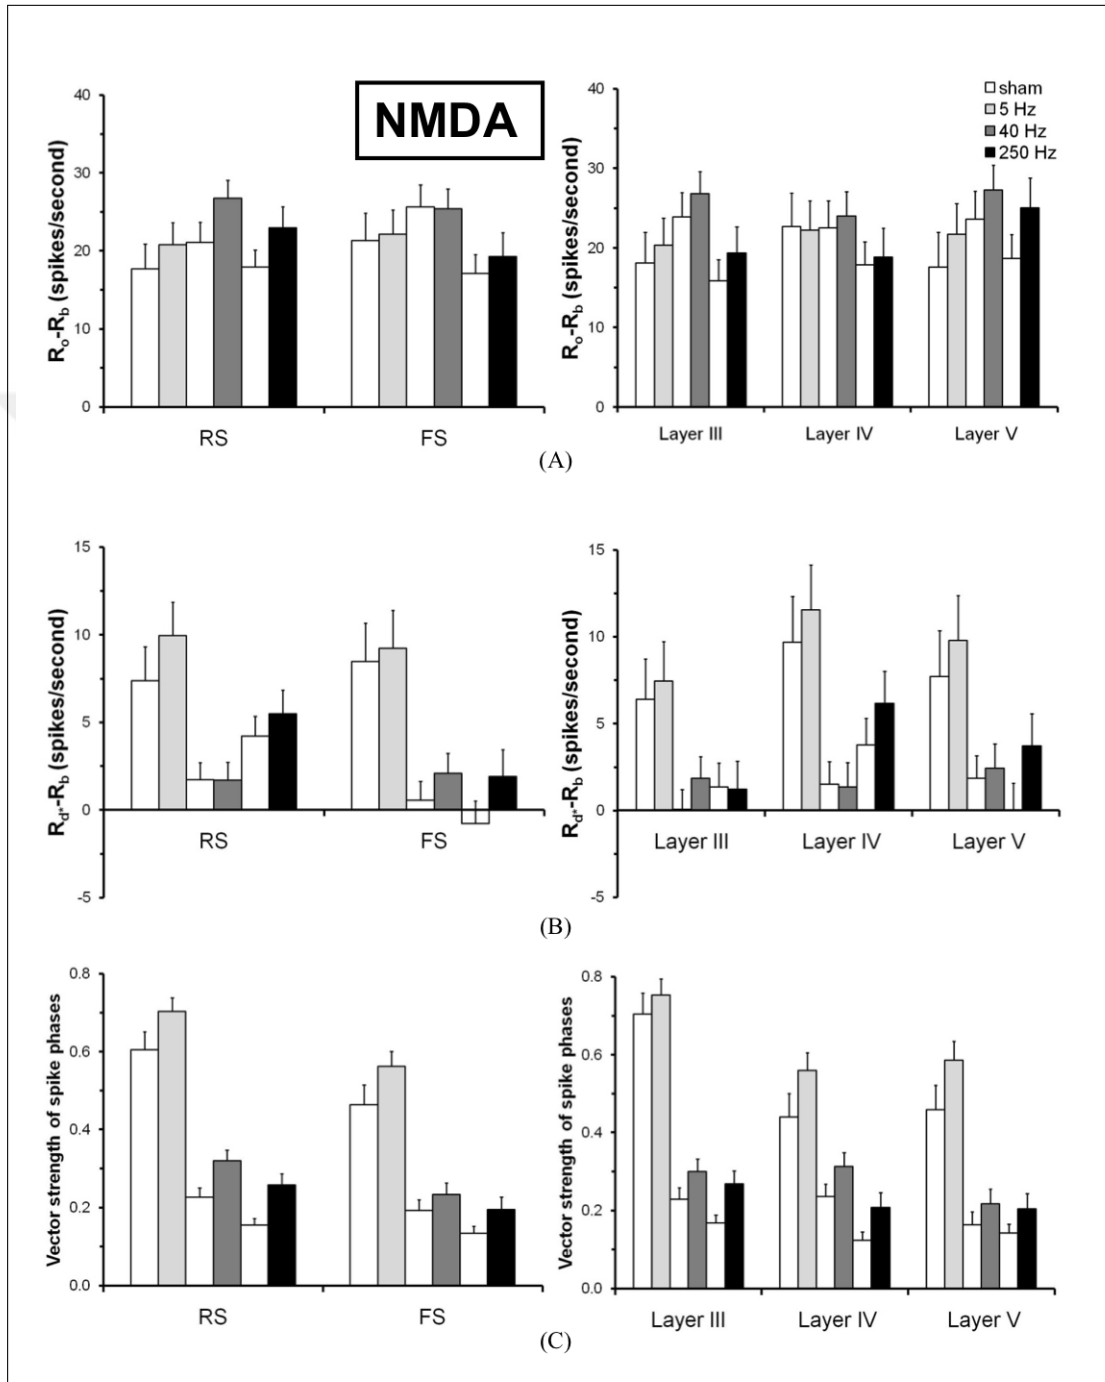 NMDA
sham
5 Hz
40 Hz
250 Hz
Ro-Rb (spikes/second)
40
30
20
10
0
RS
FS
Ro-Rb (spikes/second)
40
30
20
10
0
Layer III
Layer IV
Layer V
(A)
Rd*-Rb (spikes/second)
15
10
5
0
-5
RS
FS
Rd*-Rb (spikes/second)
15
10
5
0
-5
Layer III
Layer IV
Layer V
(B)
Vector strength of spike phases
0.8
0.6
0.4
0.2
0.0
RS
FS
Vector strength of spike phases
0.8
0.6
0.4
0.2
0.0
Layer III
Layer IV
Layer V
(C)